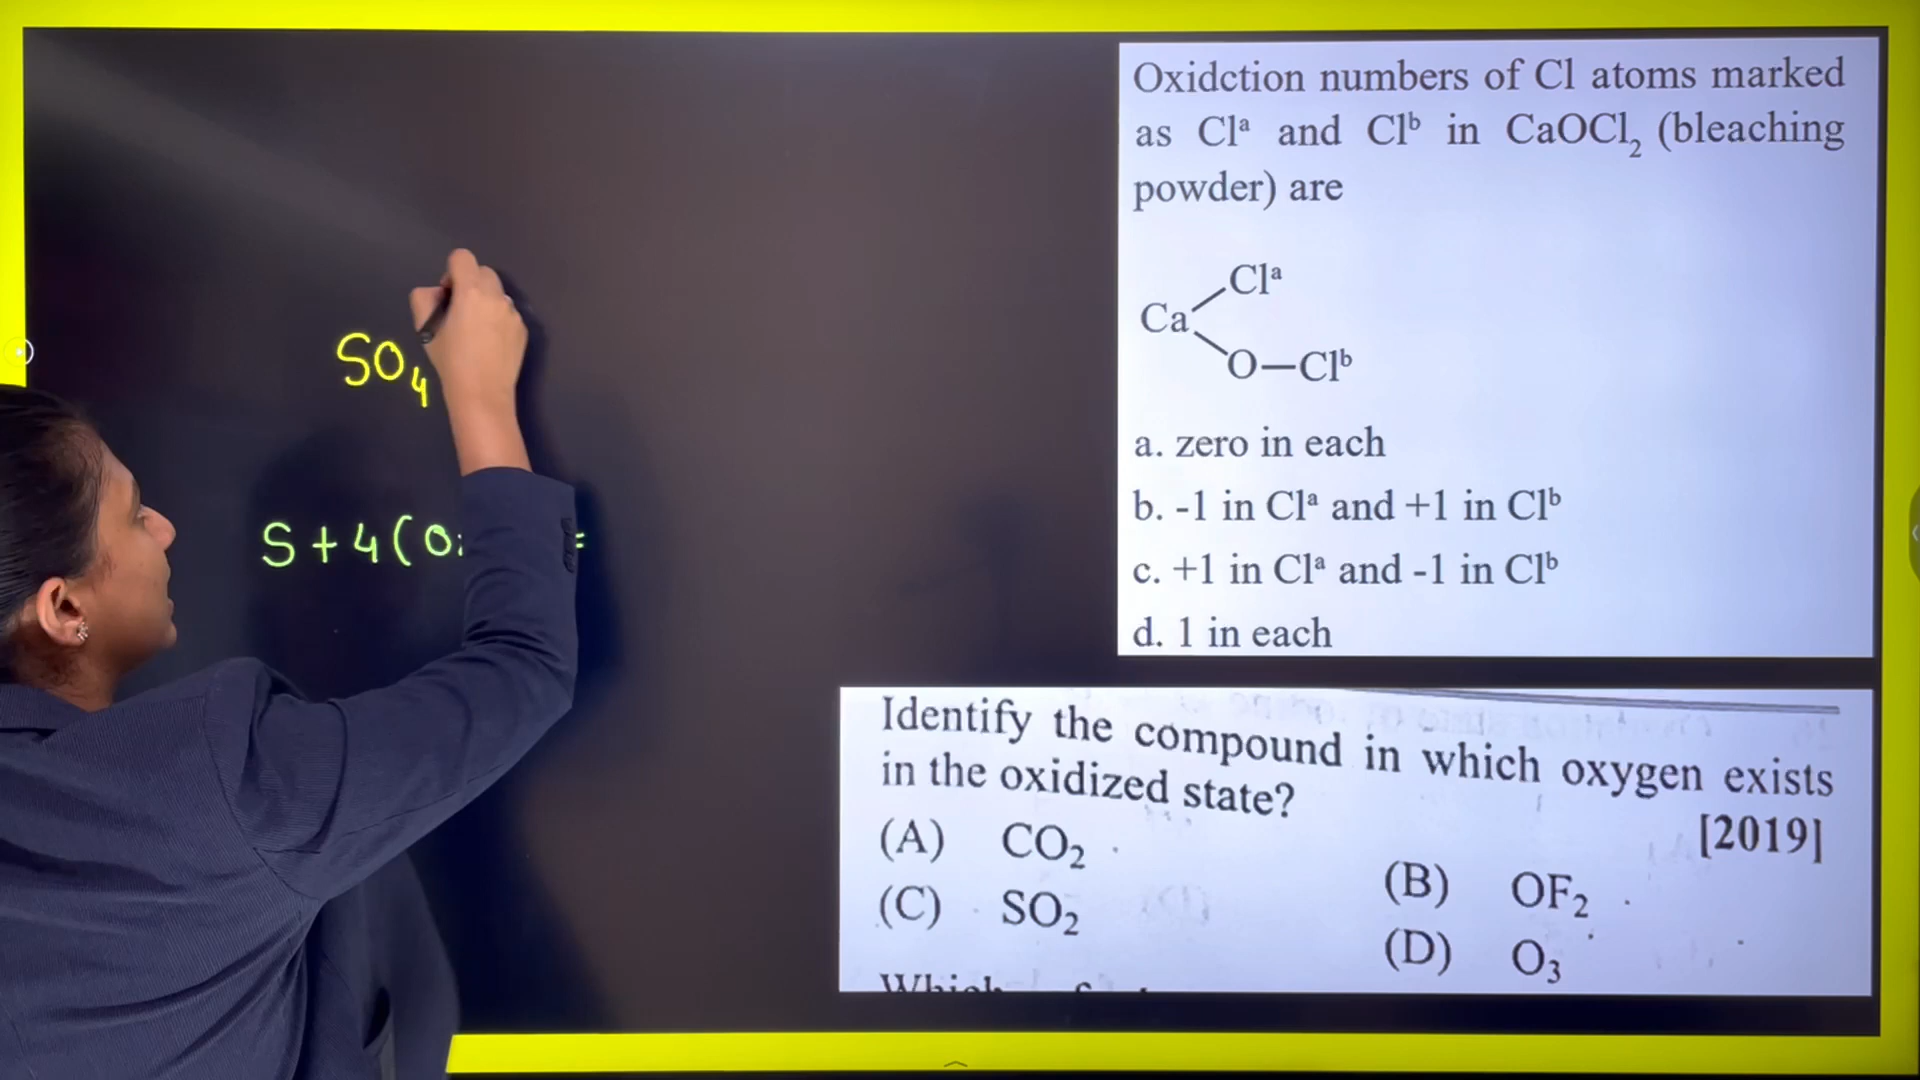 SO₄
S + 4 ( O =
Oxidction numbers of Cl atoms marked
as Clᵃ and Clᵇ in CaOCl₂ (bleaching
powder) are
Clᵃ
Ca
O—Clᵇ
a. zero in each
b. -1 in Clᵃ and +1 in Clᵇ
c. +1 in Clᵃ and -1 in Clᵇ
d. 1 in each
Identify the compound in which oxygen exists
in the oxidized state?
[2019]
(A) CO₂
(B) OF₂
(C) SO₂
(D) O₃